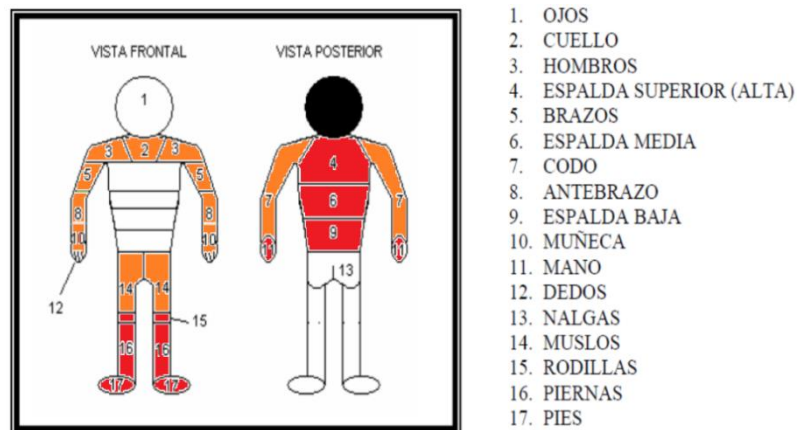 VISTA FRONTAL
VISTA POSTERIOR
1
3 2 3
4
5 5
7 7
6
8 8
9
10 10
11 11
13
12
14 14
15
16 16
17 17
1. OJOS
2. CUELLO
3. HOMBROS
4. ESPALDA SUPERIOR (ALTA)
5. BRAZOS
6. ESPALDA MEDIA
7. CODO
8. ANTEBRAZO
9. ESPALDA BAJA
10. MUÑECA
11. MANO
12. DEDOS
13. NALGAS
14. MUSLOS
15. RODILLAS
16. PIERNAS
17. PIES